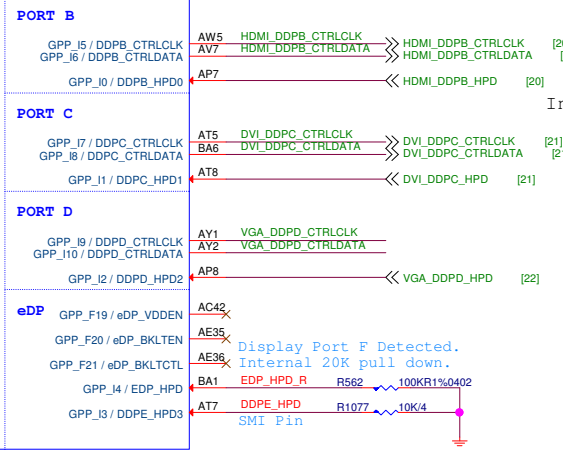 PORT B
GPP_I5 / DDPB_CTRLCLK AW5 HDMI_DDPB_CTRLCLK HDMI_DDPB_CTRLCLK
GPP_I6 / DDPB_CTRLDATA AV7 HDMI_DDPB_CTRLDATA HDMI_DDPB_CTRLDATA
GPP_I0 / DDPB_HPD0 AP7 HDMI_DDPB_HPD [20]
PORT C
GPP_I7 / DDPC_CTRLCLK AT5 DVI_DDPC_CTRLCLK DVI_DDPC_CTRLCLK [21]
GPP_I8 / DDPC_CTRLDATA BA6 DVI_DDPC_CTRLDATA DVI_DDPC_CTRLDATA
GPP_I1 / DDPC_HPD1 AT8 DVI_DDPC_HPD [21]
PORT D
GPP_I9 / DDPD_CTRLCLK AY1 VGA_DDPD_CTRLCLK
GPP_I10 / DDPD_CTRLDATA AY2 VGA_DDPD_CTRLDATA
GPP_I2 / DDPD_HPD2 AP8 VGA_DDPD_HPD [22]
eDP
GPP_F19 / eDP_VDDEN AC42
GPP_F20 / eDP_BKLTEN AE35
Display Port F Detected.
GPP_F21 / eDP_BKLTCTL AE36 Internal 20K pull down.
GPP_I4 / EDP_HPD BA1 EDP_HPD_R R562 100KR1%0402
GPP_I3 / DDPE_HPD3 AT7 DDPE_HPD R1077 10K/4
SMI Pin